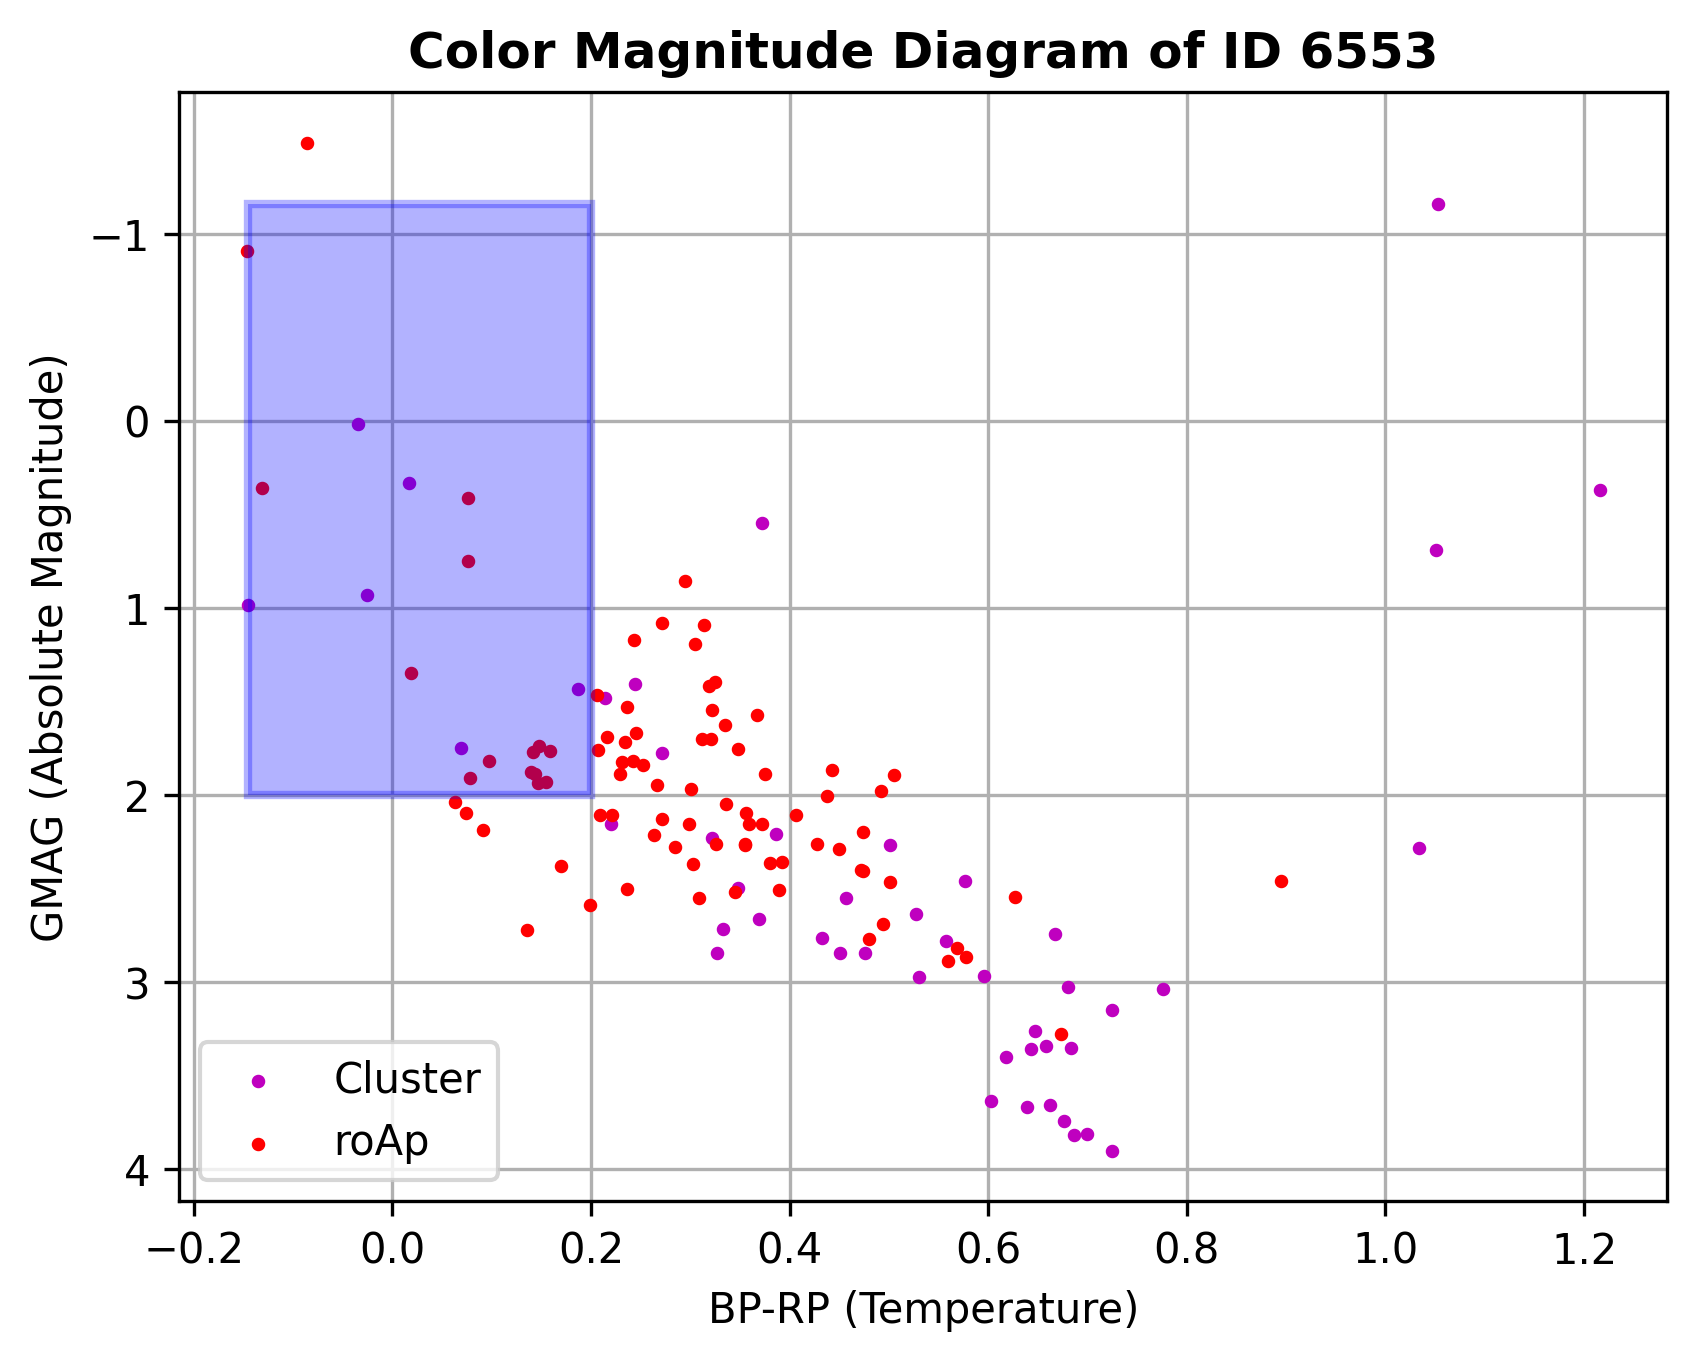 Color Magnitude Diagram of ID 6553
GMAG (Absolute Magnitude)
−1
0
1
2
3
4
Cluster
roAp
−0.2 0.0 0.2 0.4 0.6 0.8 1.0 1.2
BP-RP (Temperature)